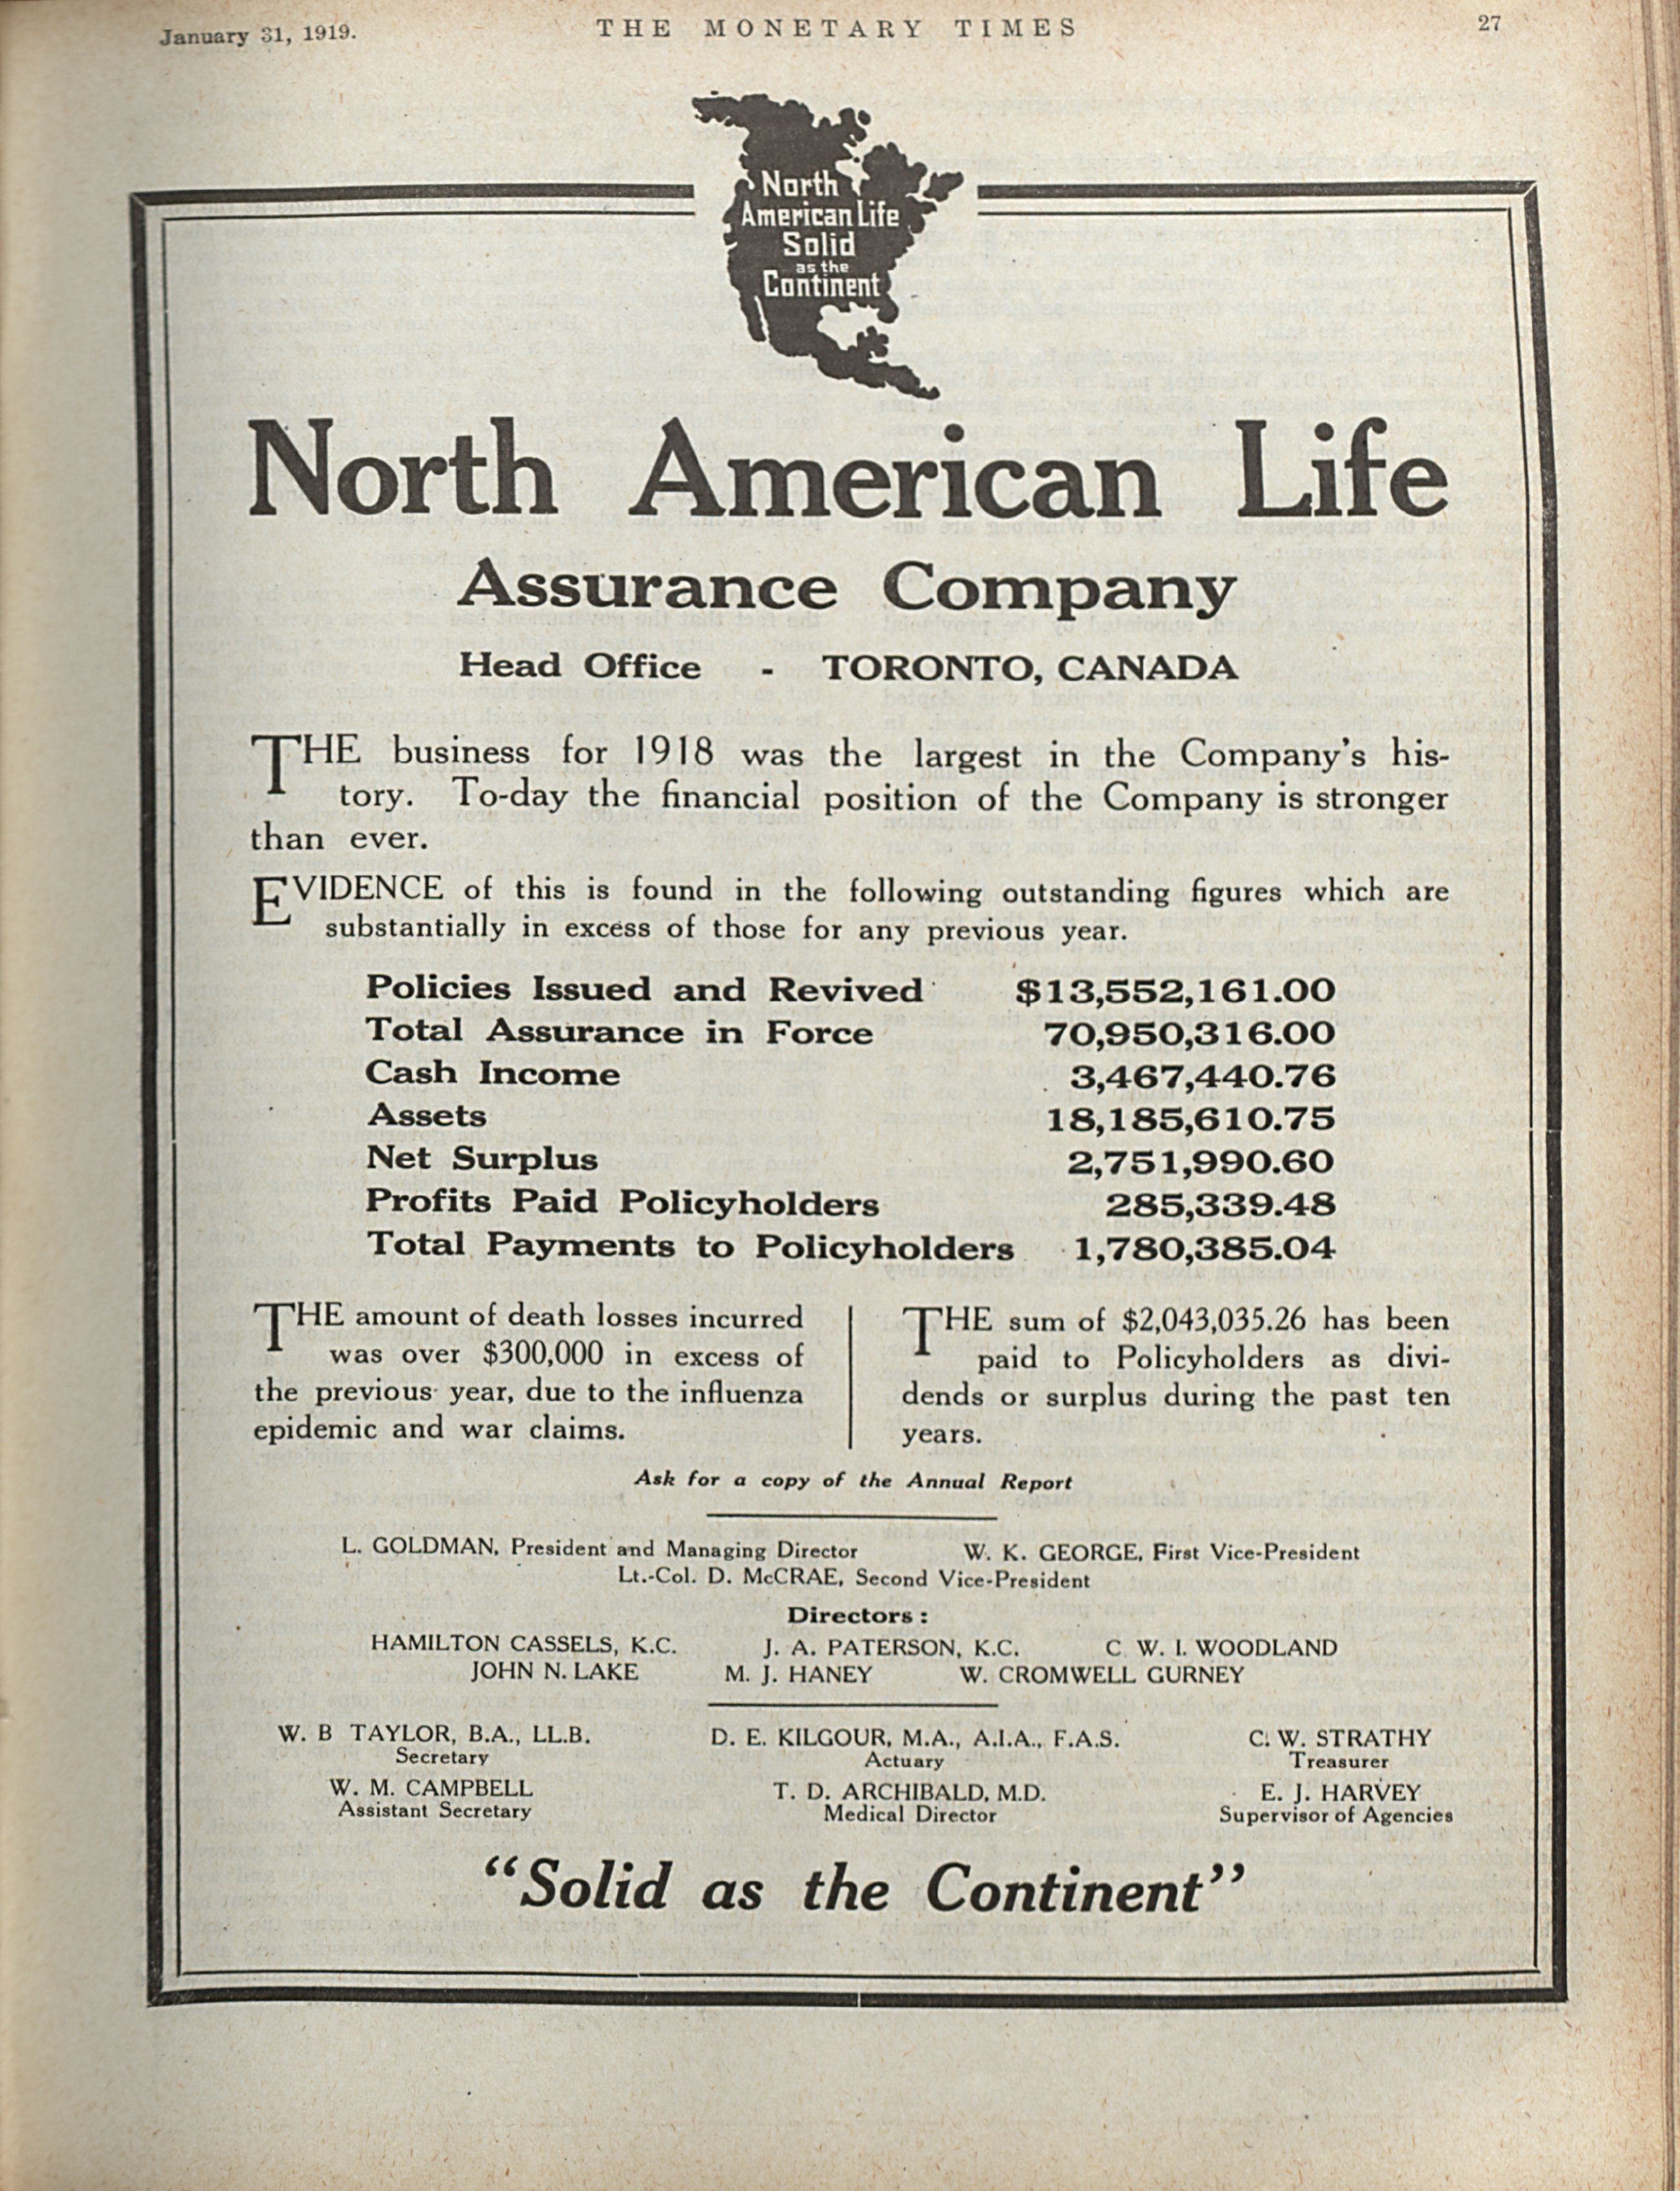 January 31, 1919.
THE MONETARY TIMES
27
North
American Life
Solid
as the
Continent
North American Life
Assurance Company
Head Office - TORONTO, CANADA
THE business for 1918 was the largest in the Company's his-
tory. To-day the financial position of the Company is stronger
than ever.
EVIDENCE of this is found in the following outstanding figures which are
substantially in excess of those for any previous year.
Policies Issued and Revived $13,552,161.00
Total Assurance in Force 70,950,316.00
Cash Income 3,467,440.76
Assets 18,185,610.75
Net Surplus 2,751,990.60
Profits Paid Policyholders 285,339.48
Total Payments to Policyholders 1,780,385.04
THE amount of death losses incurred
was over $300,000 in excess of
the previous year, due to the influenza
epidemic and war claims.
THE sum of $2,043,035.26 has been
paid to Policyholders as divi-
dends or surplus during the past ten
years.
Ask for a copy of the Annual Report
L. GOLDMAN, President and Managing Director W. K. GEORGE, First Vice-President
Lt.-Col. D. McCRAE, Second Vice-President
Directors:
HAMILTON CASSELS, K.C. J. A. PATERSON, K.C. C. W. I. WOODLAND
JOHN N. LAKE M. J. HANEY W. CROMWELL GURNEY
W. B TAYLOR, B.A., LL.B. D. E. KILGOUR, M.A., A.I.A., F.A.S. C. W. STRATHY
Secretary Actuary Treasurer
W. M. CAMPBELL T. D. ARCHIBALD, M.D. E. J. HARVEY
Assistant Secretary Medical Director Supervisor of Agencies
"Solid as the Continent"